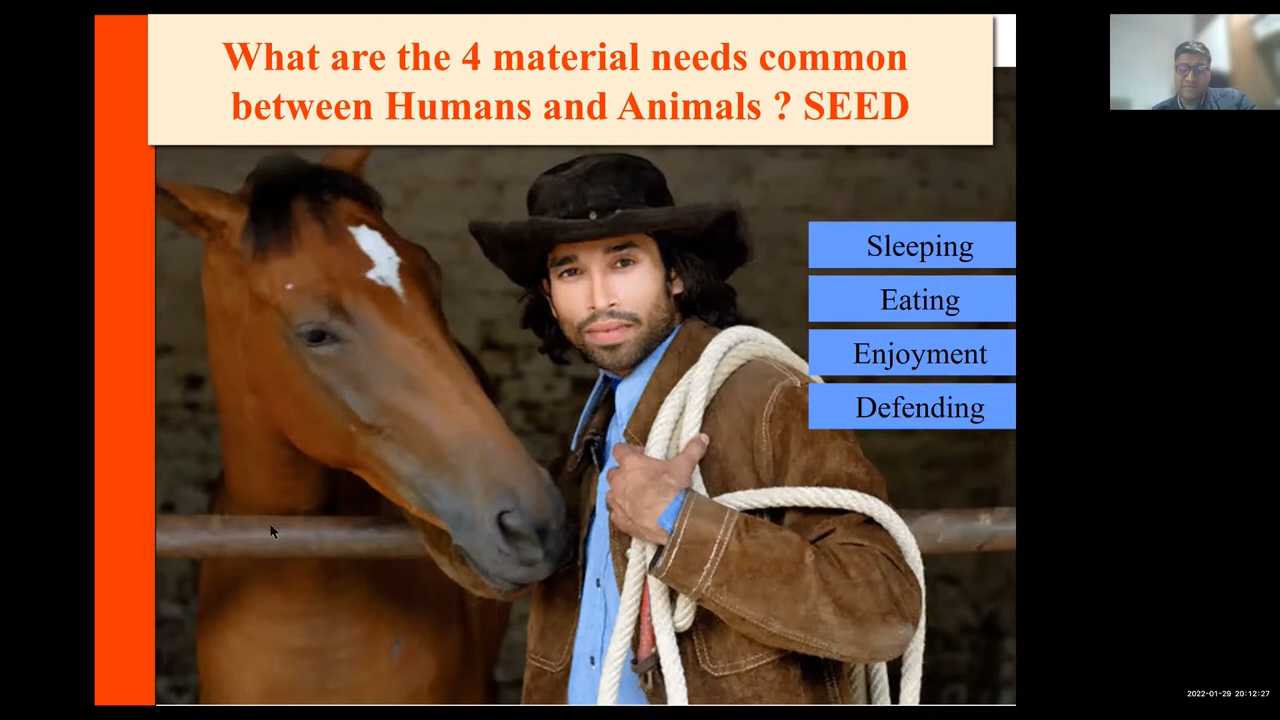 What are the 4 material needs common
between Humans and Animals ? SEED
Sleeping
Eating
Enjoyment
Defending
2022-01-29 20:12:27